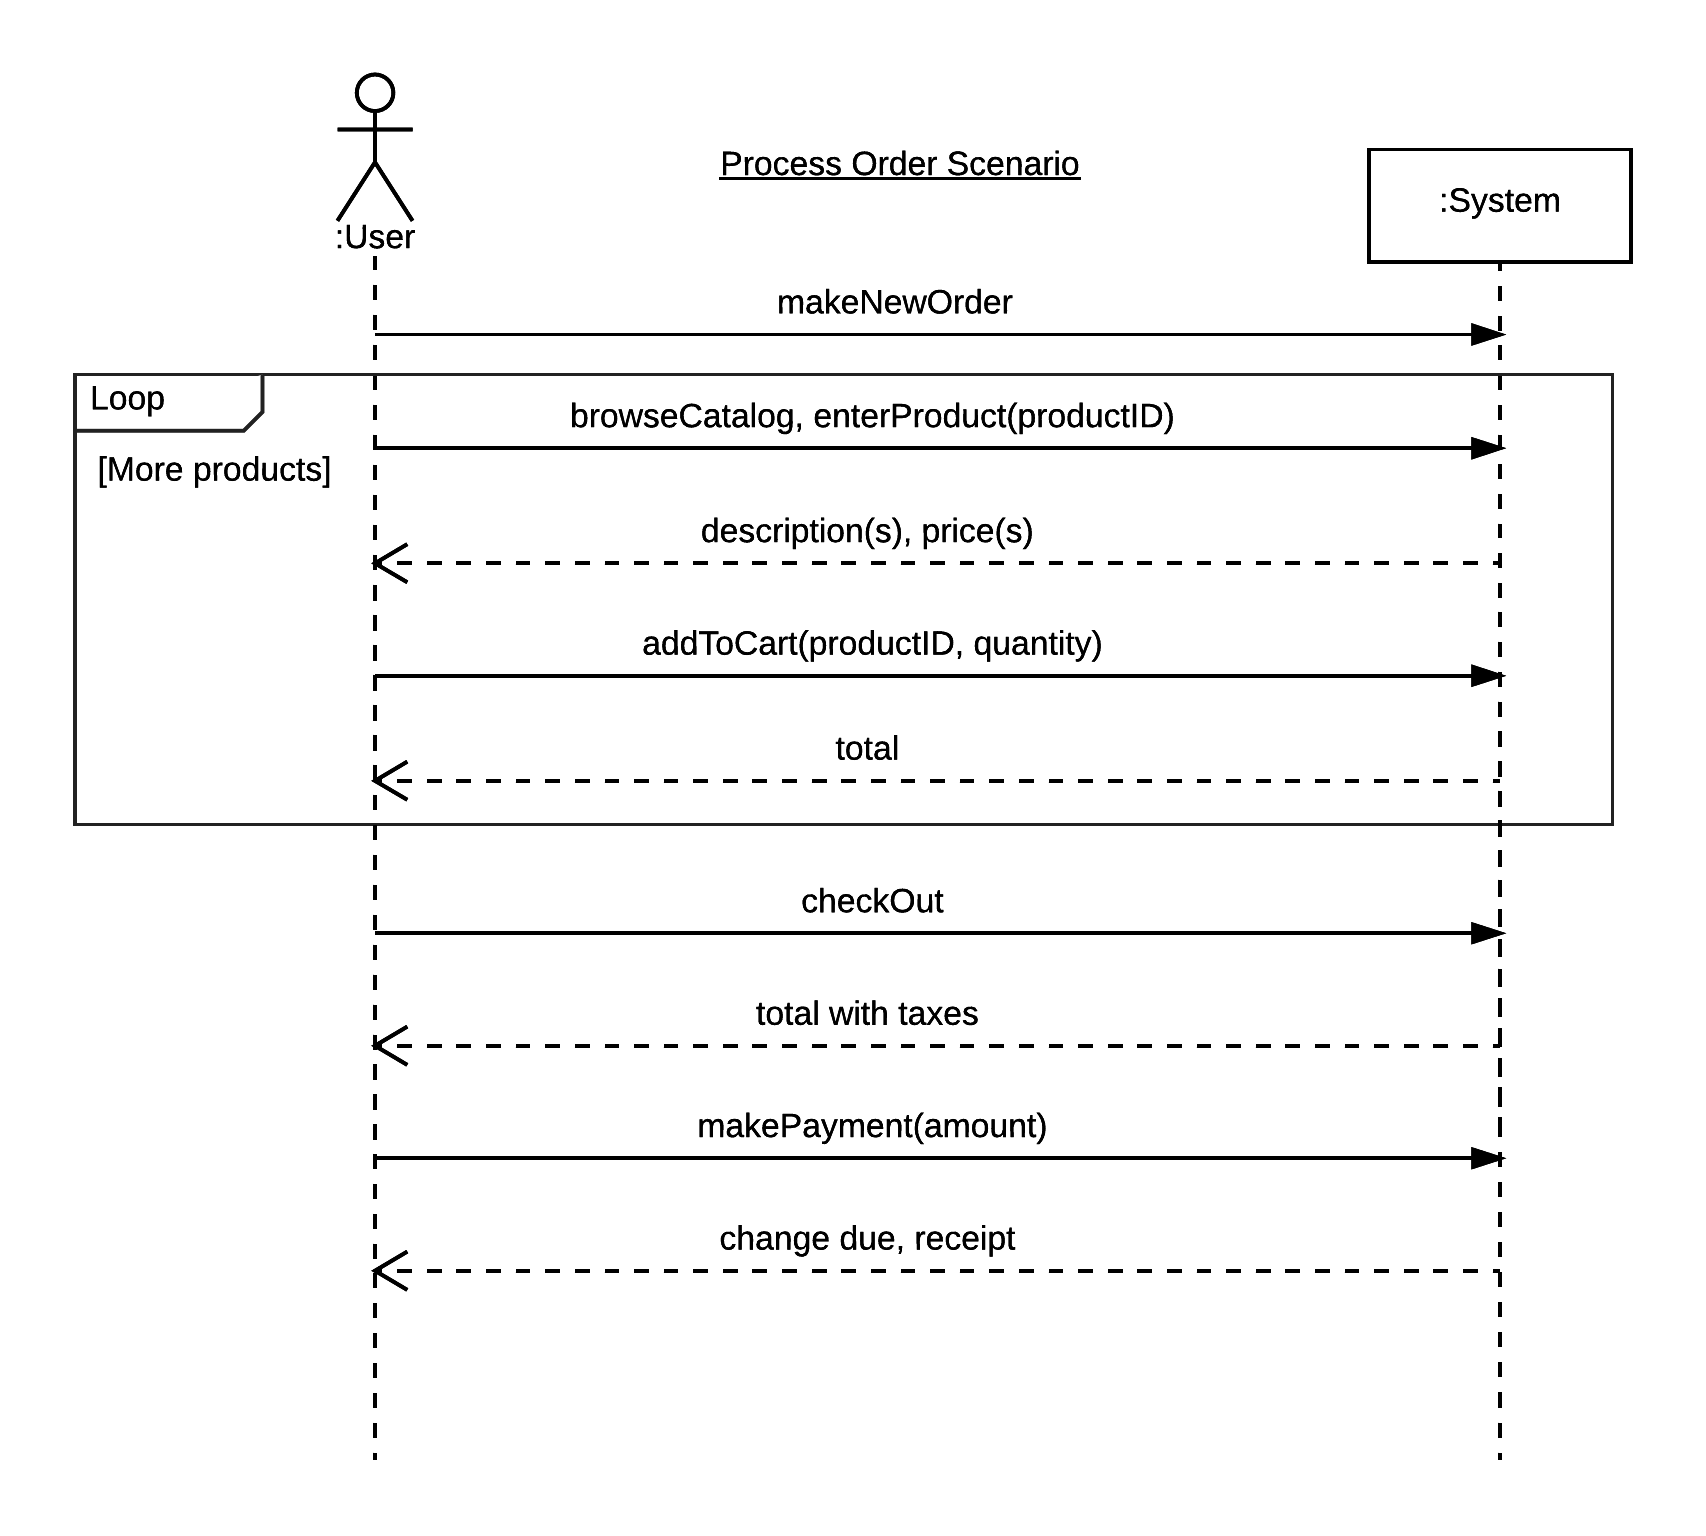 Process Order Scenario
:User
:System
makeNewOrder
Loop
browseCatalog, enterProduct(productID)
[More products]
description(s), price(s)
addToCart(productID, quantity)
total
checkOut
total with taxes
makePayment(amount)
change due, receipt